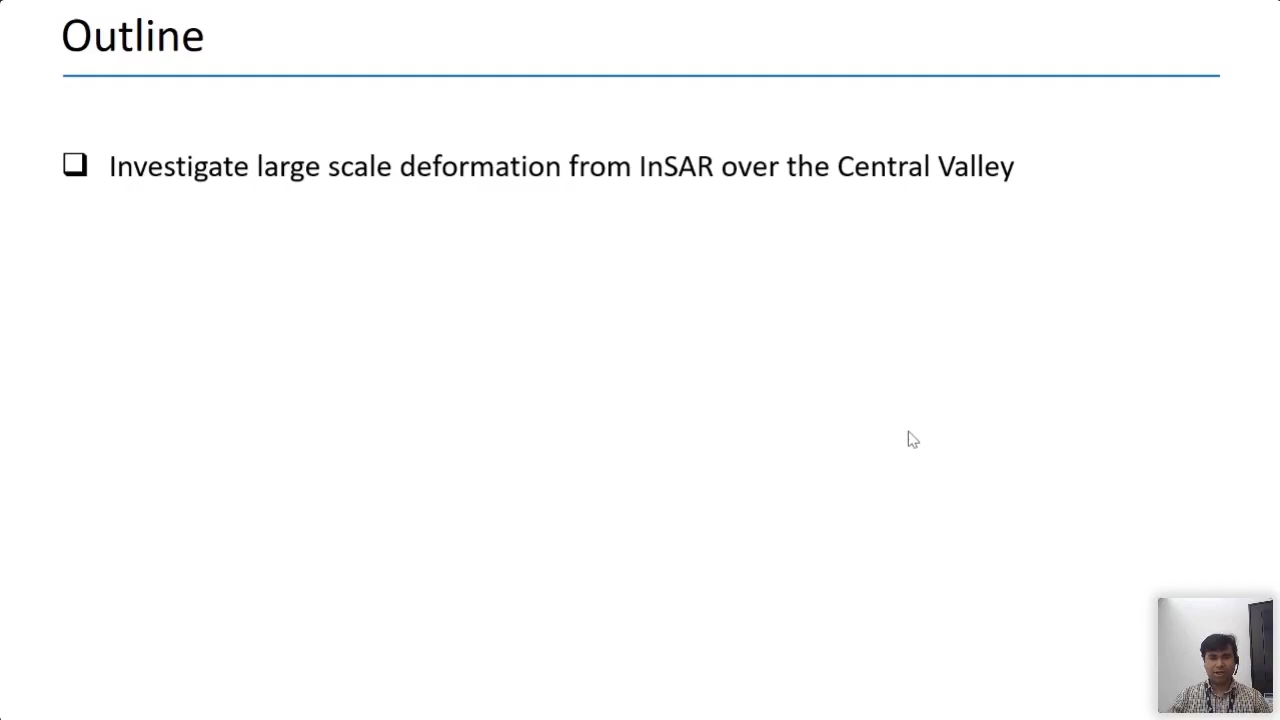 Outline
❑ Investigate large scale deformation from InSAR over the Central Valley